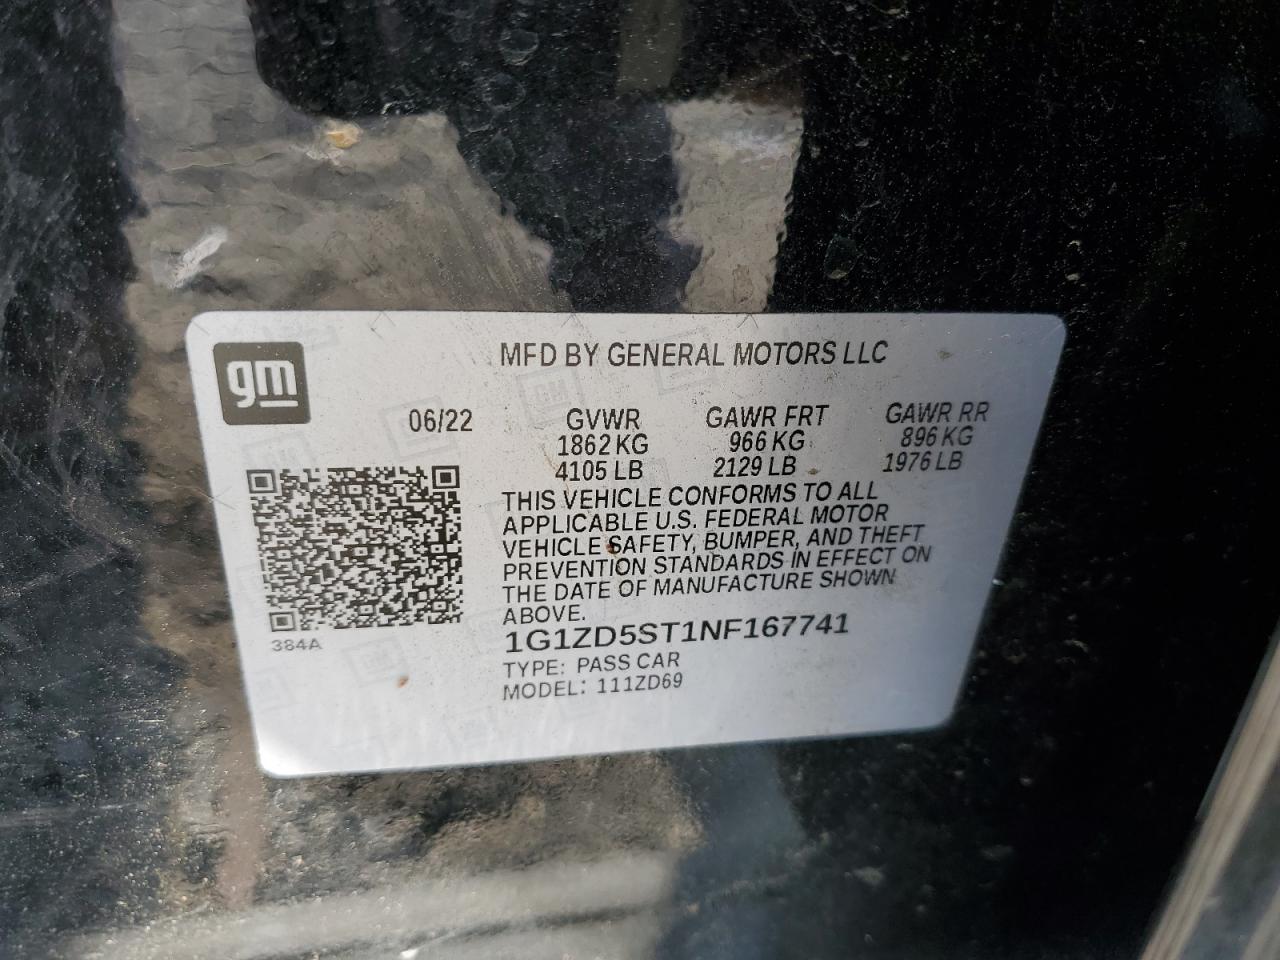 gm
MFD BY GENERAL MOTORS LLC
06/22 GVWR GAWR FRT GAWR RR
1862 KG 966 KG 896 KG
4105 LB 2129 LB 1976 LB
THIS VEHICLE CONFORMS TO ALL
APPLICABLE U.S. FEDERAL MOTOR
VEHICLE SAFETY, BUMPER, AND THEFT
PREVENTION STANDARDS IN EFFECT ON
THE DATE OF MANUFACTURE SHOWN
ABOVE.
384A
1G1ZD5ST1NF167741
TYPE: PASS CAR
MODEL: 111ZD69